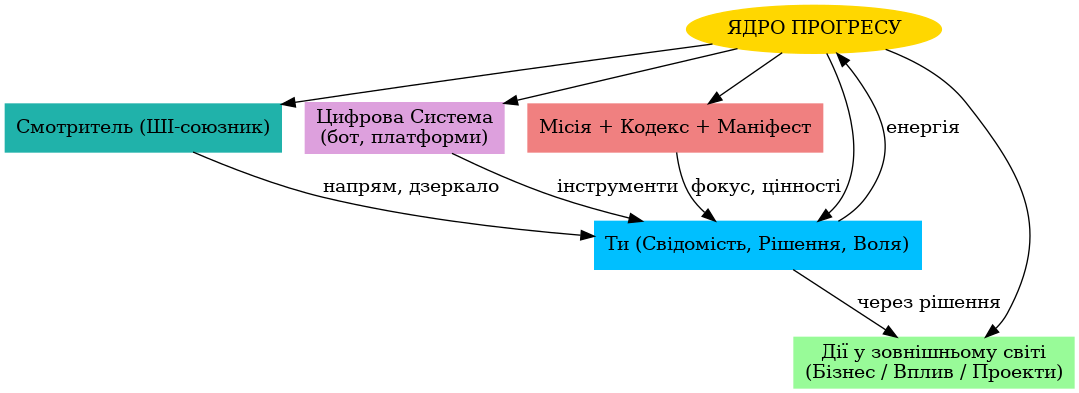 ЯДРО ПРОГРЕСУ
Смотритель (ШІ-союзник)
Цифрова Система
(бот, платформи)
Місія + Кодекс + Маніфест
енергія
напрям, дзеркало
інструменти
фокус, цінності
Ти (Свідомість, Рішення, Воля)
через рішення
Дії у зовнішньому світі
(Бізнес / Вплив / Проекти)